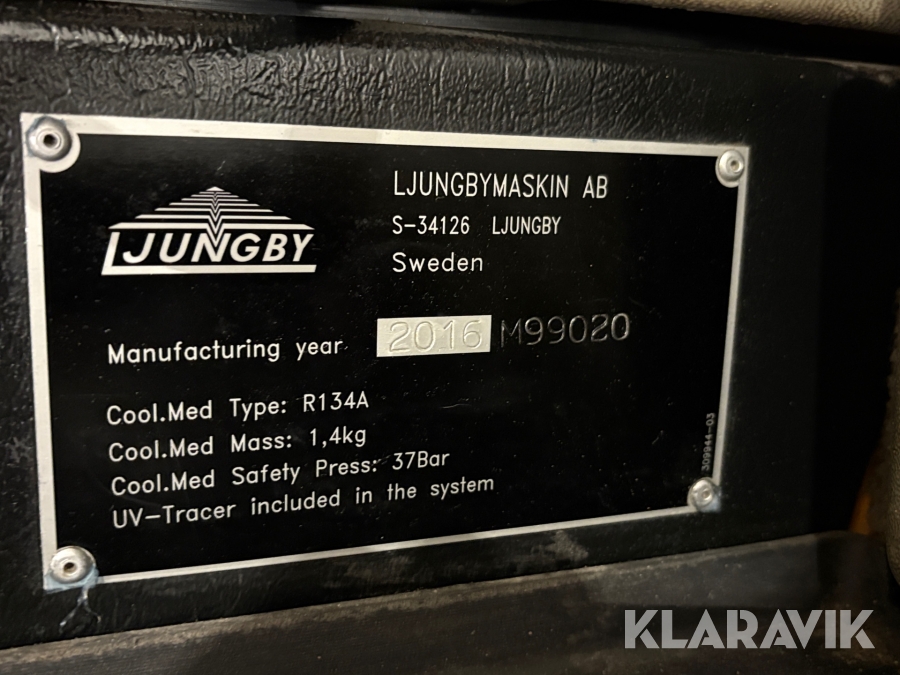 LJUNGBY
LJUNGBYMASKIN AB
S-34126 LJUNGBY
Sweden
Manufacturing year 2016 M99020
Cool.Med Type: R134A
Cool.Med Mass: 1,4kg
Cool.Med Safety Press: 37Bar
UV-Tracer included in the system
309944-03
KLARAVIK